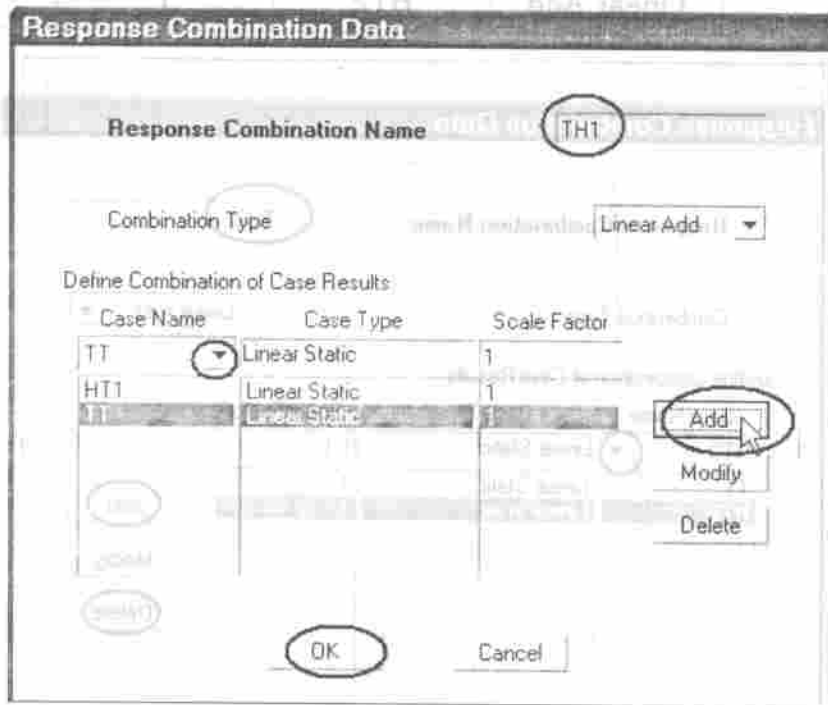 Response Combination Data
Response Combination Name TH1
Combination Type Linear Add
Define Combination of Case Results
Case Name Case Type Scale Factor
TT Linear Static 1
HT1 Linear Static 1
TT Linear Static 1
Add
Modify
Delete
OK Cancel